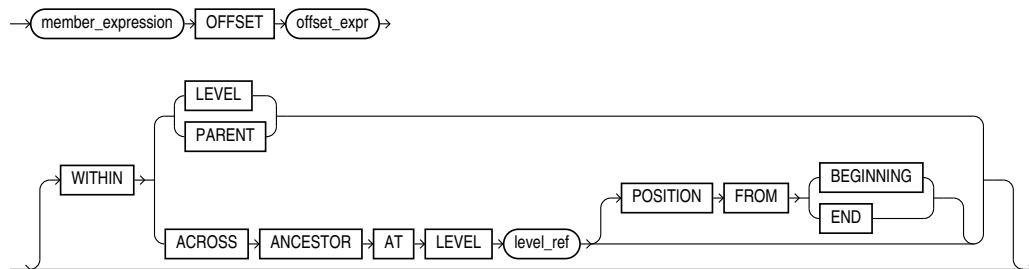 member_expression OFFSET offset_expr
LEVEL
PARENT
WITHIN
POSITION FROM BEGINNING
END
ACROSS ANCESTOR AT LEVEL level_ref